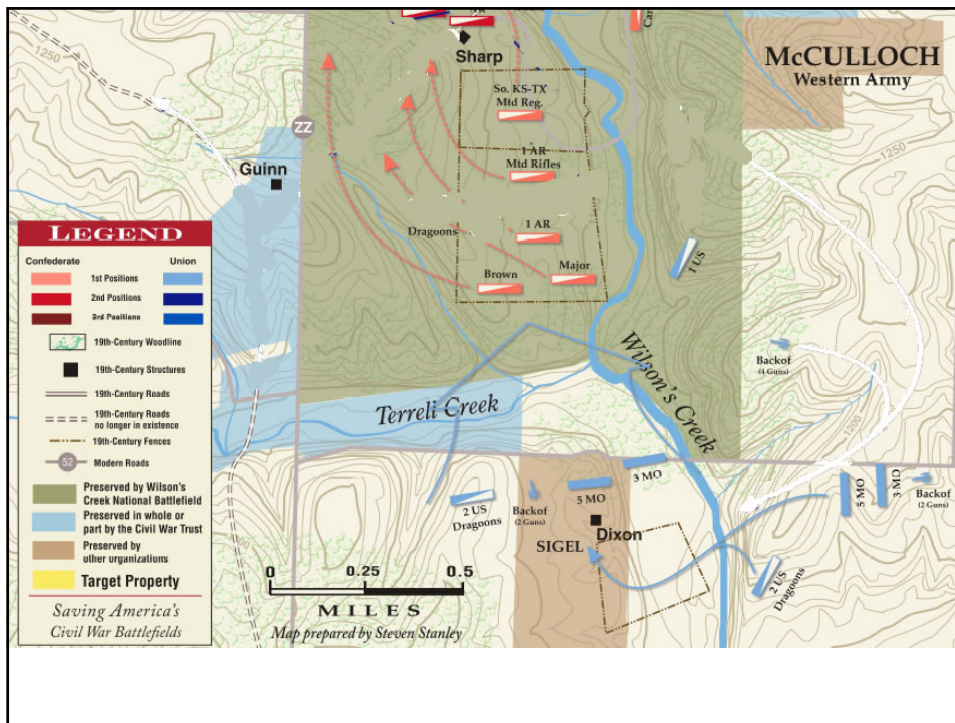 1250
SR
Car
Sharp
McCULLOCH
Western Army
So. KS-TX
Mtd Reg.
ZZ
1 AR
Mtd Rifles
1250
Guinn
Dragoons
1 AR
1 US
Brown
Major
LEGEND
Confederate
Union
1st Positions
2nd Positions
3rd Positions
19th-Century Woodline
19th-Century Structures
19th-Century Roads
19th-Century Roads
no longer in existence
19th-Century Fences
52
Modern Roads
Preserved by Wilson's
Creek National Battlefield
Preserved in whole or
part by the Civil War Trust
Preserved by
other organizations
Target Property
Saving America's
Civil War Battlefields
Backof
(4 Guns)
Wilson's Creek
Terreli Creek
1200
3 MO
5 MO
3 MO
5 MO
Backof
(2 Guns)
2 US
Dragoons
Backof
(2 Guns)
Dixon
SIGEL
2 US
Dragoons
0
0.25
0.5
MILES
Map prepared by Steven Stanley